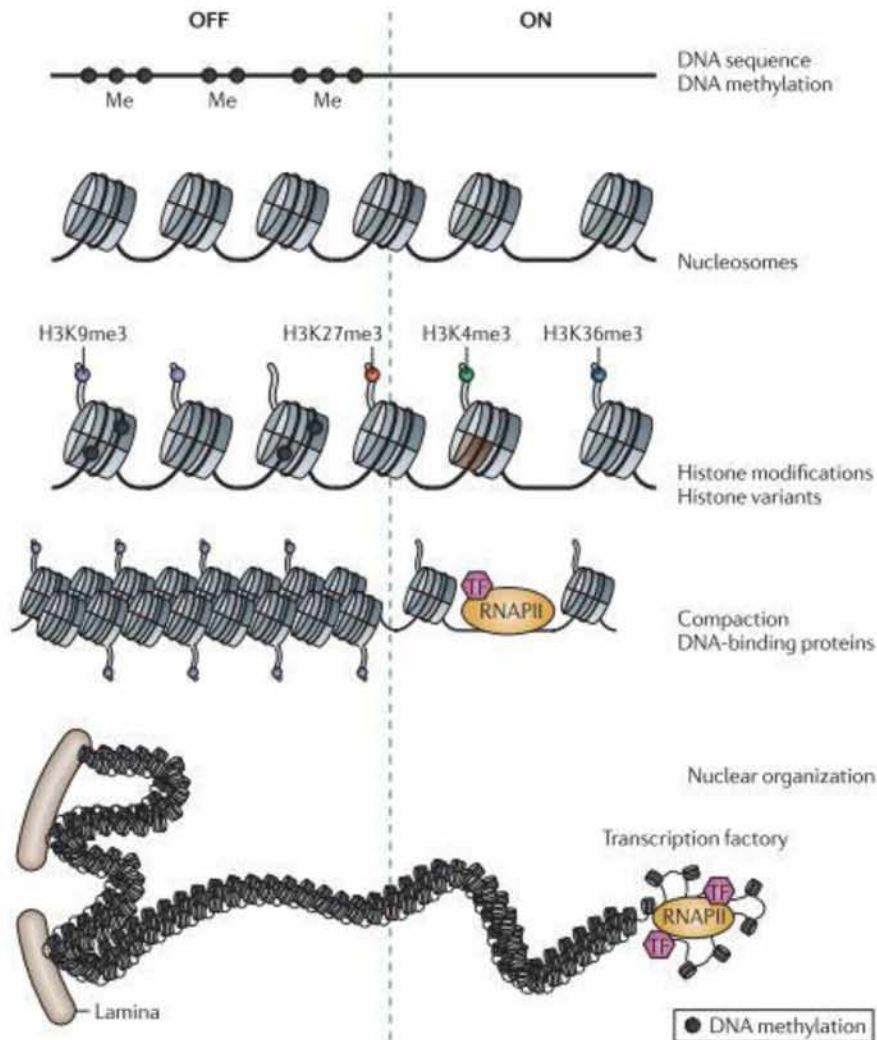 OFF
ON
DNA sequence
DNA methylation
Me
Me
Me
Nucleosomes
H3K9me3
H3K27me3
H3K4me3
H3K36me3
Histone modifications
Histone variants
TF
RNAPII
Compaction
DNA-binding proteins
Nuclear organization
Transcription factory
TF
RNAPII
TF
Lamina
DNA methylation